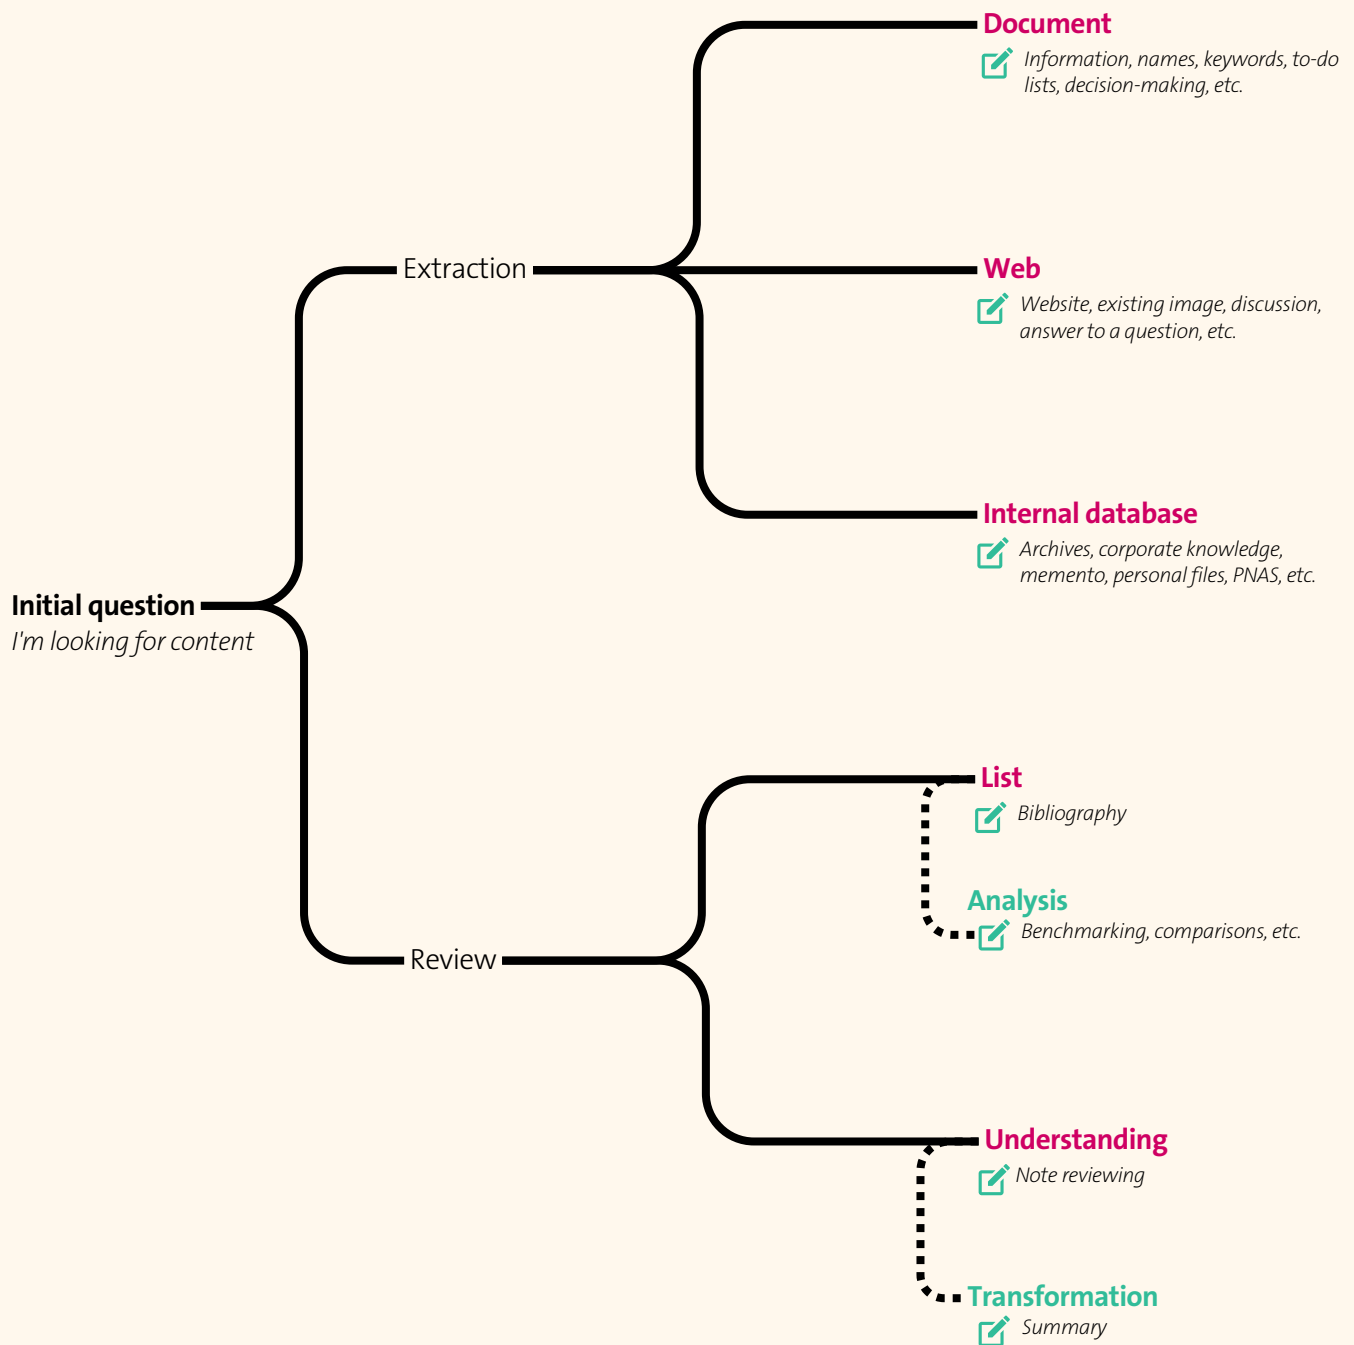 Document
Information, names, keywords, to-do
lists, decision-making, etc.
Extraction
Web
Website, existing image, discussion,
answer to a question, etc.
Internal database
Archives, corporate knowledge,
memento, personal files, PNAS, etc.
Initial question
I'm looking for content
List
Bibliography
Analysis
Benchmarking, comparisons, etc.
Review
Understanding
Note reviewing
Transformation
Summary